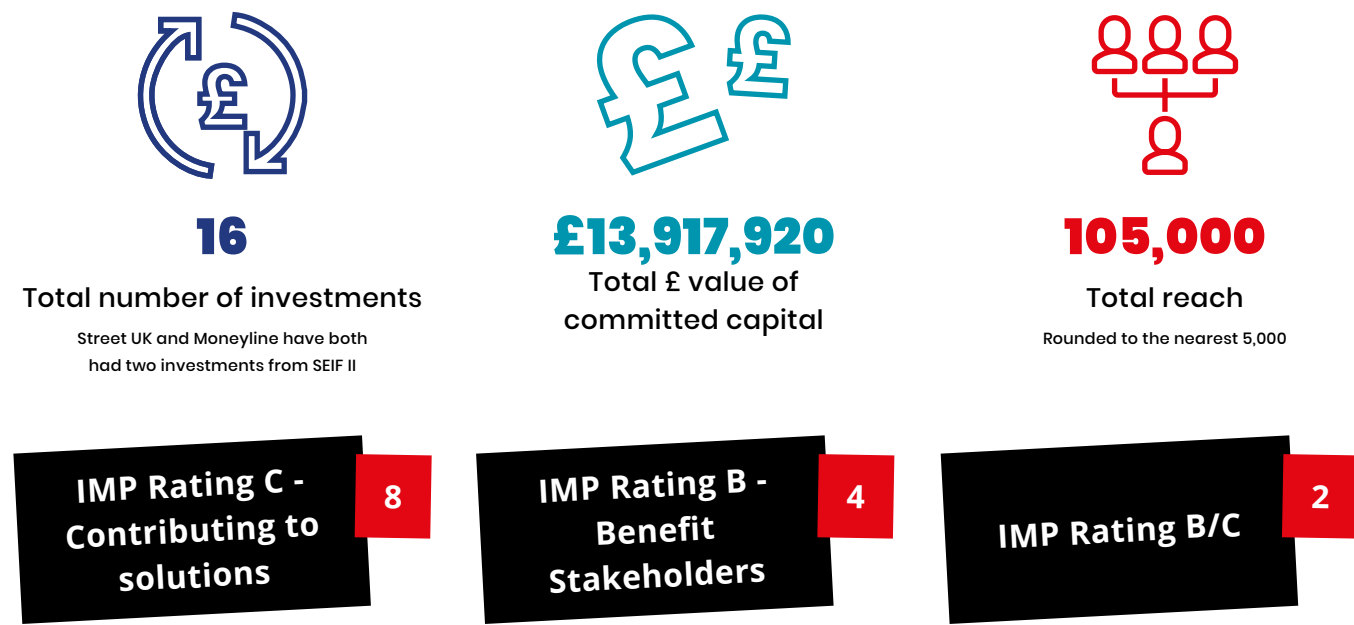 16
Total number of investments
Street UK and Moneyline have both
had two investments from SEIF II
£13,917,920
Total £ value of
committed capital
105,000
Total reach
Rounded to the nearest 5,000
IMP Rating C -
Contributing to
solutions
8
IMP Rating B -
Benefit
Stakeholders
4
IMP Rating B/C
2